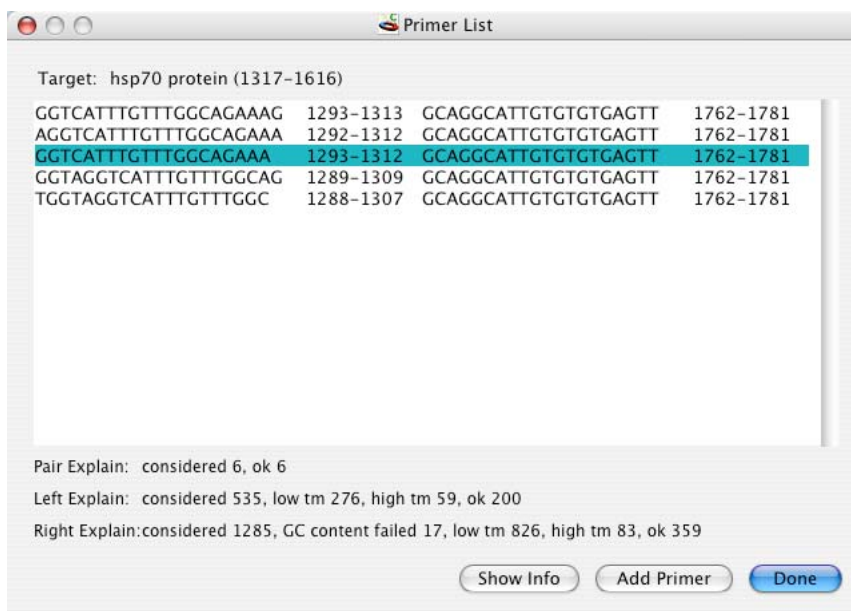 Primer List
Target: hsp70 protein (1317-1616)
GGTCATTTGTTTGGCAGAAAG 1293-1313 GCAGGCATTGTGTGTGAGTT 1762-1781
AGGTCATTTGTTTGGCAGAAA 1292-1312 GCAGGCATTGTGTGTGAGTT 1762-1781
GGTCATTTGTTTGGCAGAAA 1293-1312 GCAGGCATTGTGTGTGAGTT 1762-1781
GGTAGGTCATTTGTTTGGCAG 1289-1309 GCAGGCATTGTGTGTGAGTT 1762-1781
TGGTAGGTCATTTGTTTGGC 1288-1307 GCAGGCATTGTGTGTGAGTT 1762-1781
Pair Explain: considered 6, ok 6
Left Explain: considered 535, low tm 276, high tm 59, ok 200
Right Explain:considered 1285, GC content failed 17, low tm 826, high tm 83, ok 359
Show Info Add Primer Done